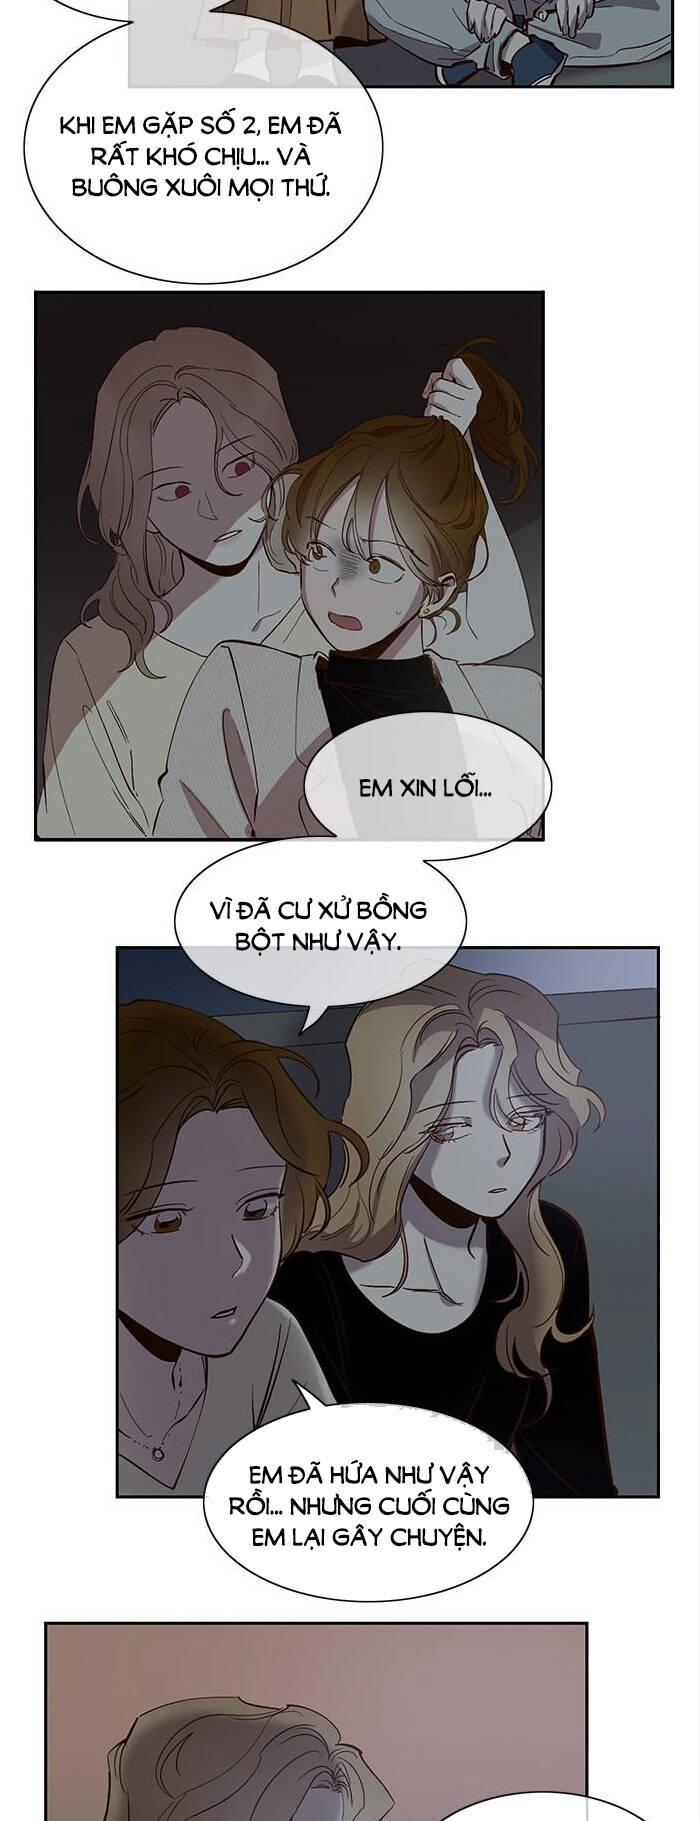 KHI EM GẶP SỐ 2, EM ĐÃ
RẤT KHÓ CHỊU... VÀ
BUÔNG XUÔI MỌI THỨ.
EM XIN LỖI...
VÌ ĐÃ CƯ XỬ BỒNG
BỘT NHƯ VẬY.
EM ĐÃ HỨA NHƯ VẬY
RỒI... NHƯNG CUỐI CÙNG
EM LẠI GÂY CHUYỆN.